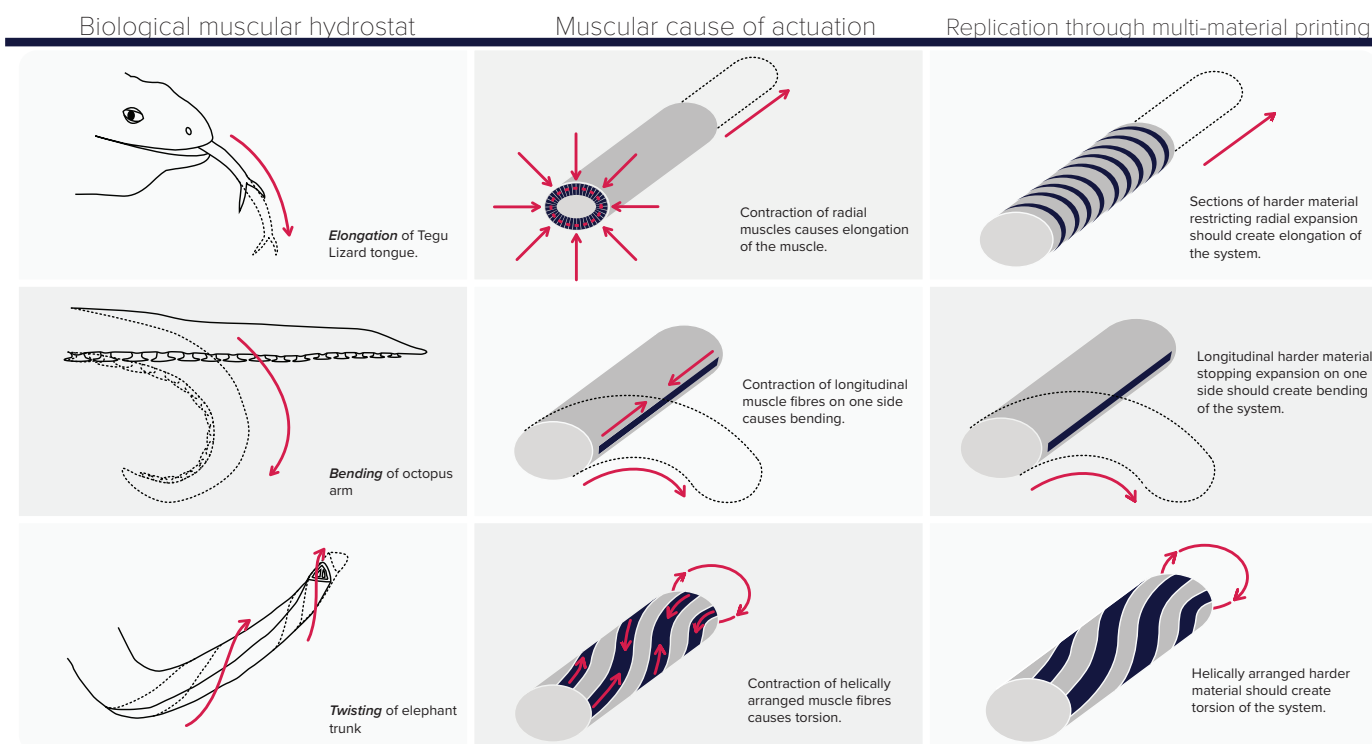 Biological muscular hydrostat
Muscular cause of actuation
Replication through multi-material printing
Elongation of Tegu
Lizard tongue.
Contraction of radial
muscles causes elongation
of the muscle.
Sections of harder material
restricting radial expansion
should create elongation of
the system.
Bending of octopus
arm
Contraction of longitudinal
muscle fibres on one side
causes bending.
Longitudinal harder material
stopping expansion on one
side should create bending
of the system.
Twisting of elephant
trunk
Contraction of helically
arranged muscle fibres
causes torsion.
Helically arranged harder
material should create
torsion of the system.